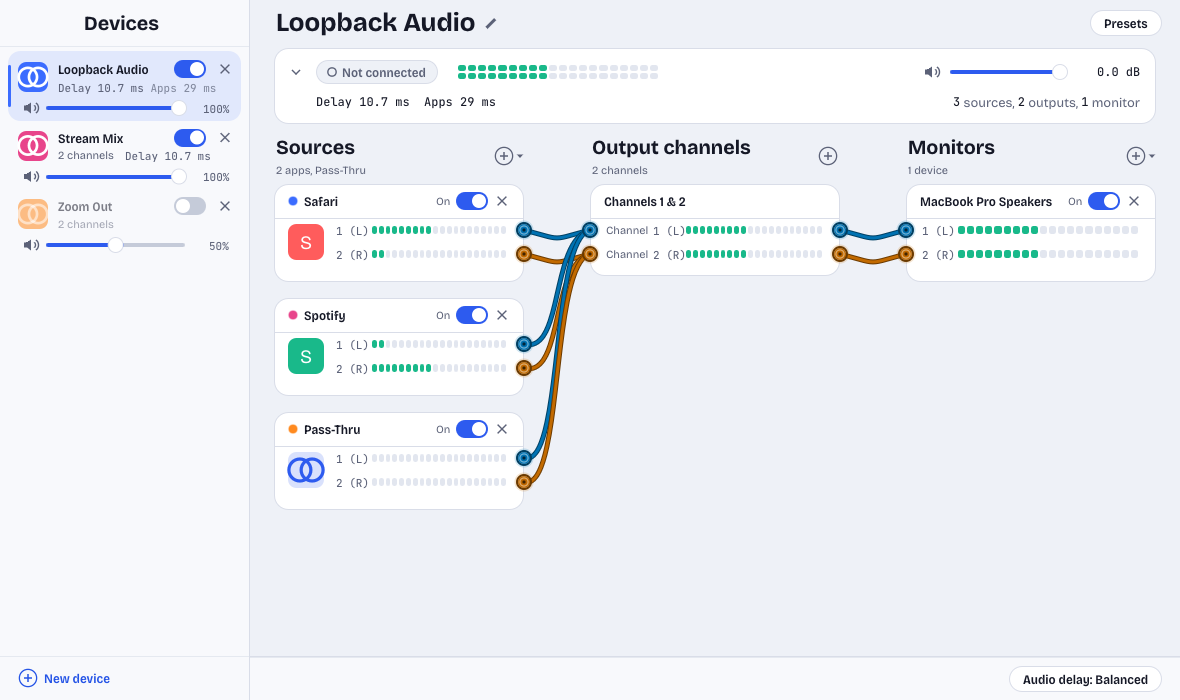 Devices
Loopback Audio
Delay 10.7 ms Apps 29 ms
100%
Stream Mix
2 channels Delay 10.7 ms
100%
Zoom Out
2 channels
50%
New device
Loopback Audio
Presets
Not connected
0.0 dB
Delay 10.7 ms Apps 29 ms
3 sources, 2 outputs, 1 monitor
Sources
2 apps, Pass-Thru
Safari On
S
1 (L)
2 (R)
Spotify On
S
1 (L)
2 (R)
Pass-Thru On
1 (L)
2 (R)
Output channels
2 channels
Channels 1 & 2
Channel 1 (L)
Channel 2 (R)
Monitors
1 device
MacBook Pro Speakers On
1 (L)
2 (R)
Audio delay: Balanced